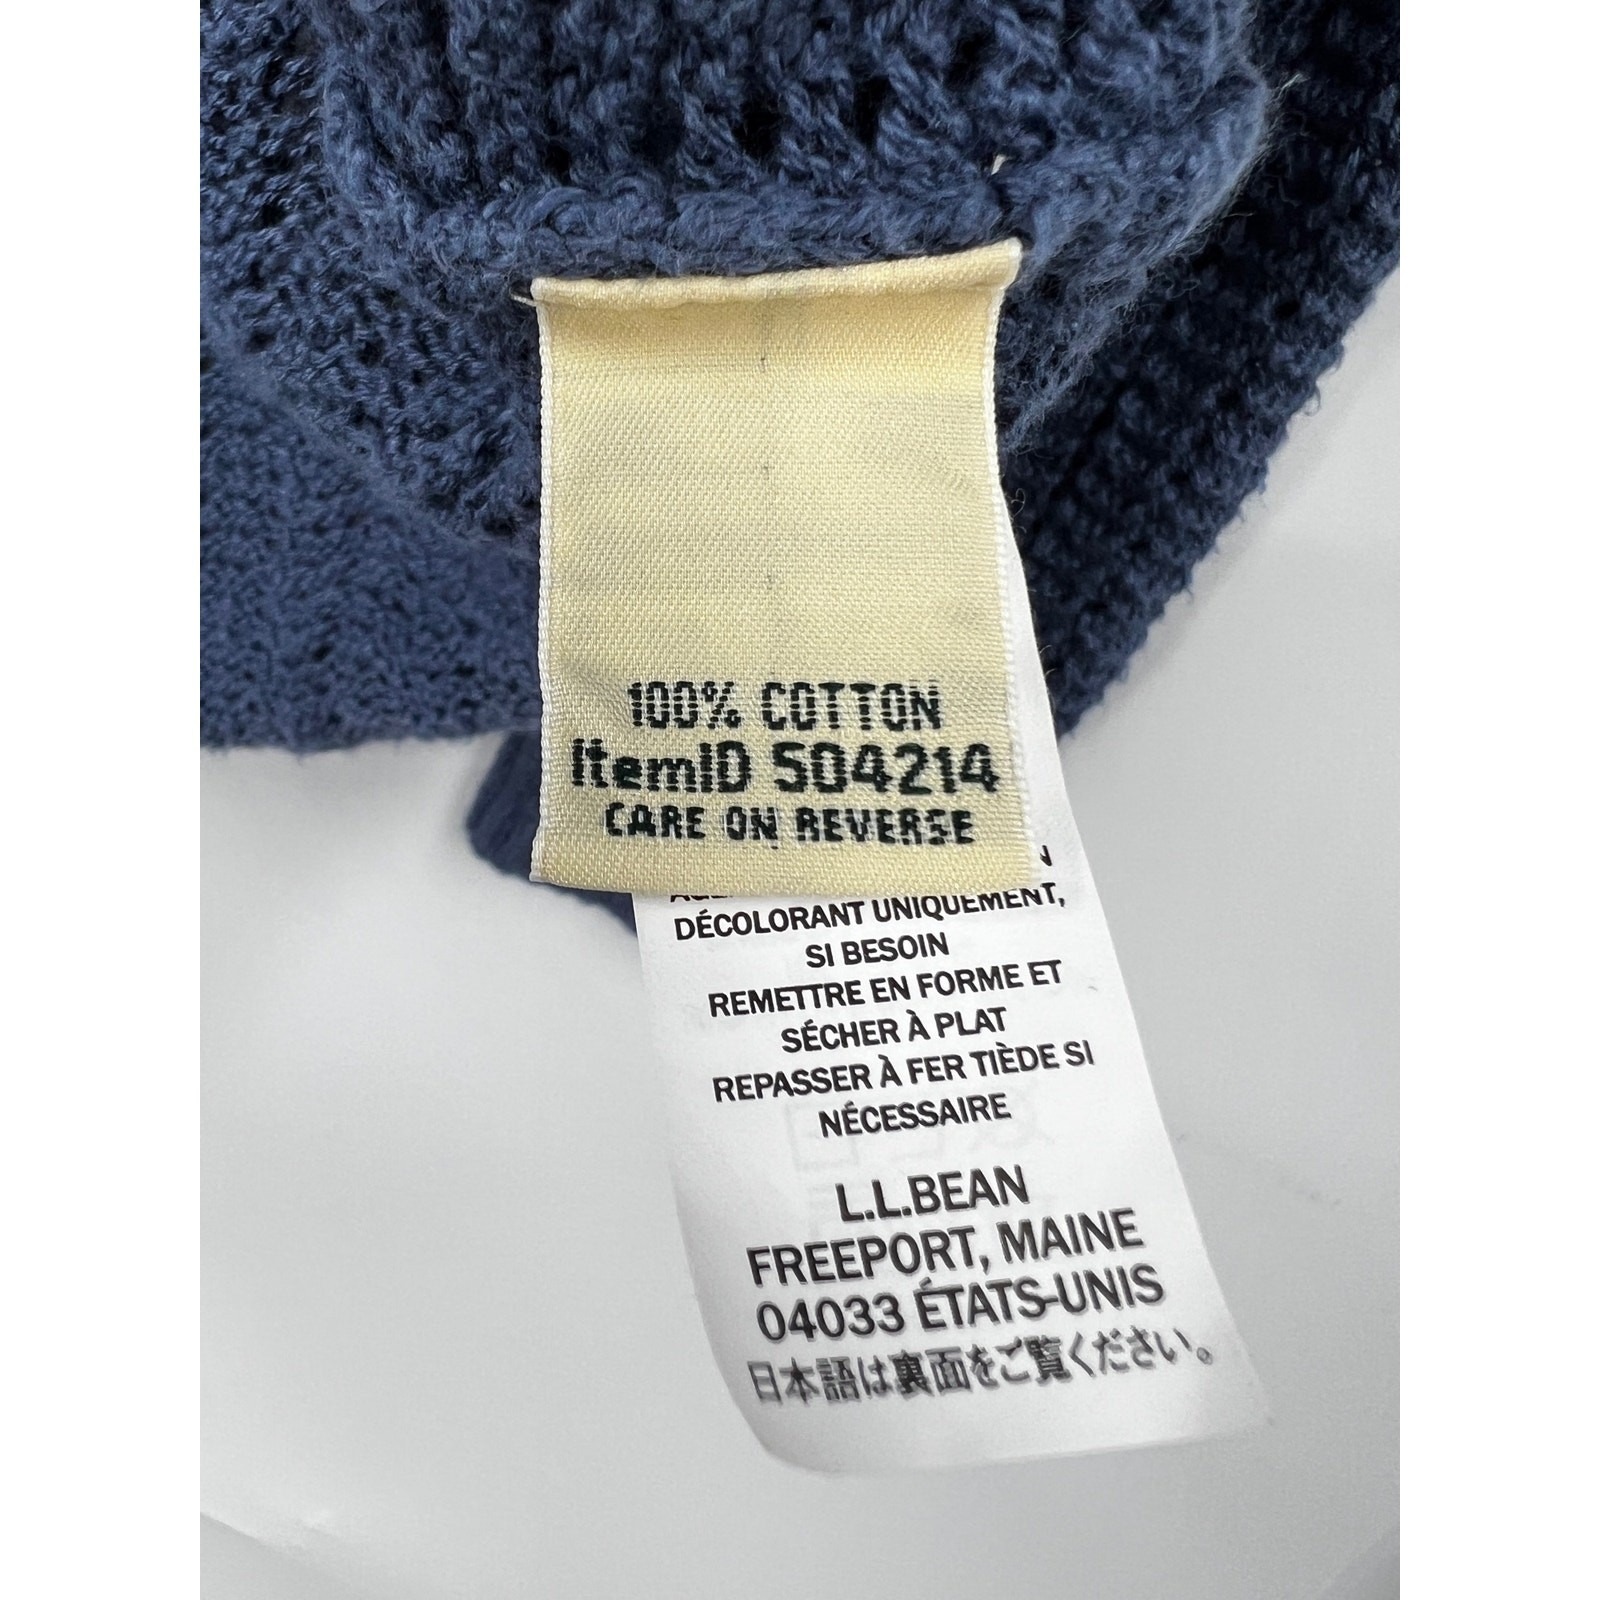 100% COTTON
ItemID 504214
CARE ON REVERSE
DÉCOLORANT UNIQUEMENT,
SI BESOIN
REMETTRE EN FORME ET
SÉCHER À PLAT
REPASSER À FER TIÈDE SI
NÉCESSAIRE
L.L.BEAN
FREEPORT, MAINE
04033 ÉTATS-UNIS
日本語は裏面をご覧ください。